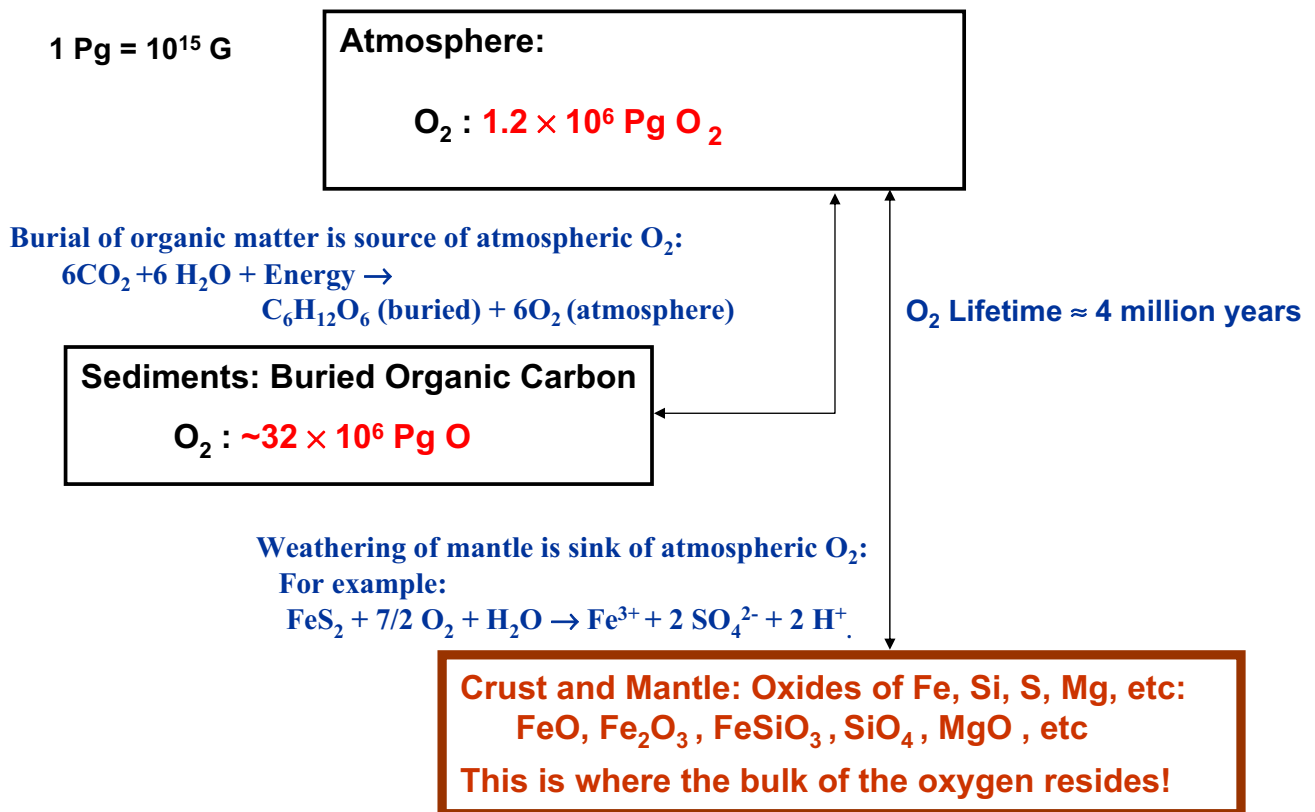 1 Pg = 10¹⁵ G
Atmosphere:
O₂ : 1.2 × 10⁶ Pg O ₂
Burial of organic matter is source of atmospheric O₂:
6CO₂ +6 H₂O + Energy →
C₆H₁₂O₆ (buried) + 6O₂ (atmosphere)
O₂ Lifetime ≈ 4 million years
Sediments: Buried Organic Carbon
O₂ : ~32 × 10⁶ Pg O
Weathering of mantle is sink of atmospheric O₂:
For example:
FeS₂ + 7/2 O₂ + H₂O → Fe³⁺ + 2 SO₄²⁻ + 2 H⁺.
Crust and Mantle: Oxides of Fe, Si, S, Mg, etc:
FeO, Fe₂O₃ , FeSiO₃ , SiO₄ , MgO , etc
This is where the bulk of the oxygen resides!